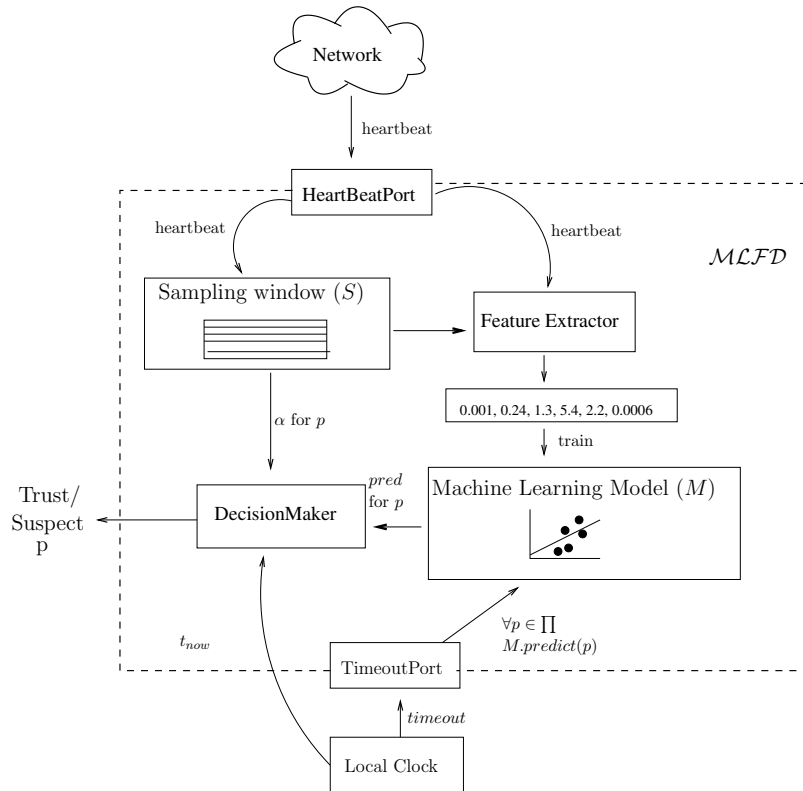 Network
heartbeat
HeartBeatPort
heartbeat
heartbeat
MLFD
Sampling window (S)
Feature Extractor
0.001, 0.24, 1.3, 5.4, 2.2, 0.0006
α for p
train
pred
for p
Machine Learning Model (M)
DecisionMaker
Trust/
Suspect
p
∀p ∈ ∏
M.predict(p)
t_now
TimeoutPort
timeout
Local Clock